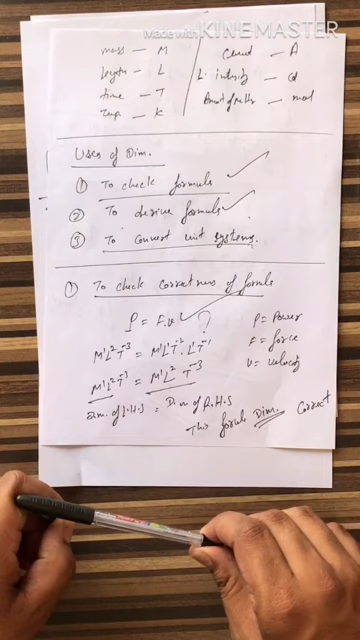 Made with KINEMASTER
mass — M
length — L
time — T
Temp — K
Current — A
L. intensity — cd
Amount of matter — mol
Uses of Dim.
① To check formula
② To derive formula
③ To convert unit systems.
① To check correctness of formula
P = F.v ?
M¹L²T⁻³ = M¹L¹T⁻². L¹T⁻¹
M¹L²T⁻³ = M¹L² T⁻³
Dim. of L.H.S = Dim of R.H.S
This formula Dim. Correct
P = Power
F = force
V = velocity